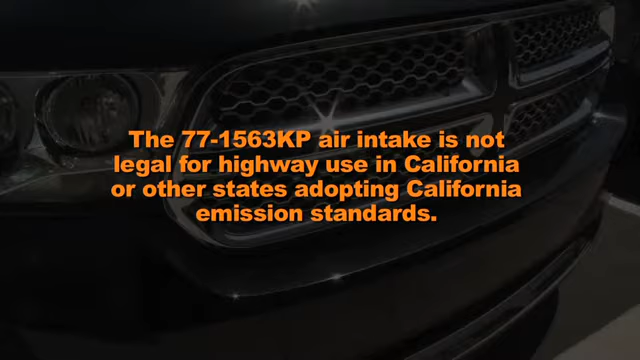 The 77-1563KP air intake is not
legal for highway use in California
or other states adopting California
emission standards.